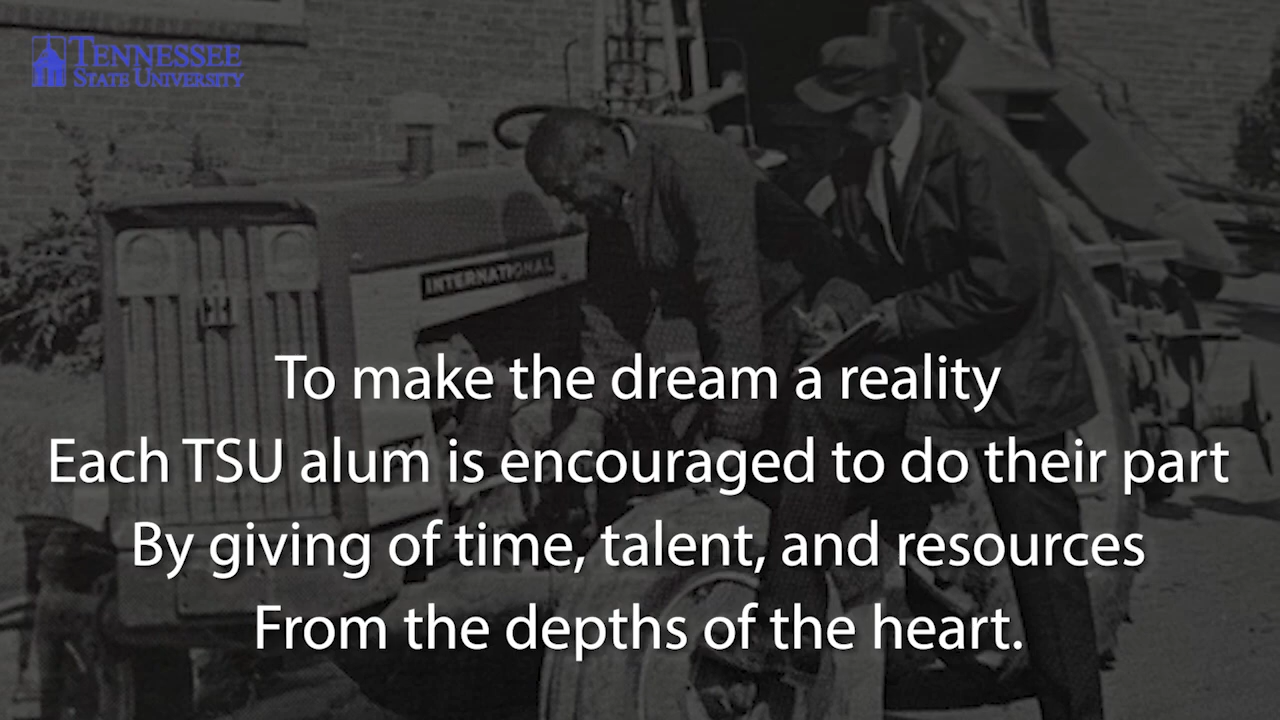 TENNESSEE
STATE UNIVERSITY
INTERNATIONAL
To make the dream a reality
Each TSU alum is encouraged to do their part
By giving of time, talent, and resources
From the depths of the heart.